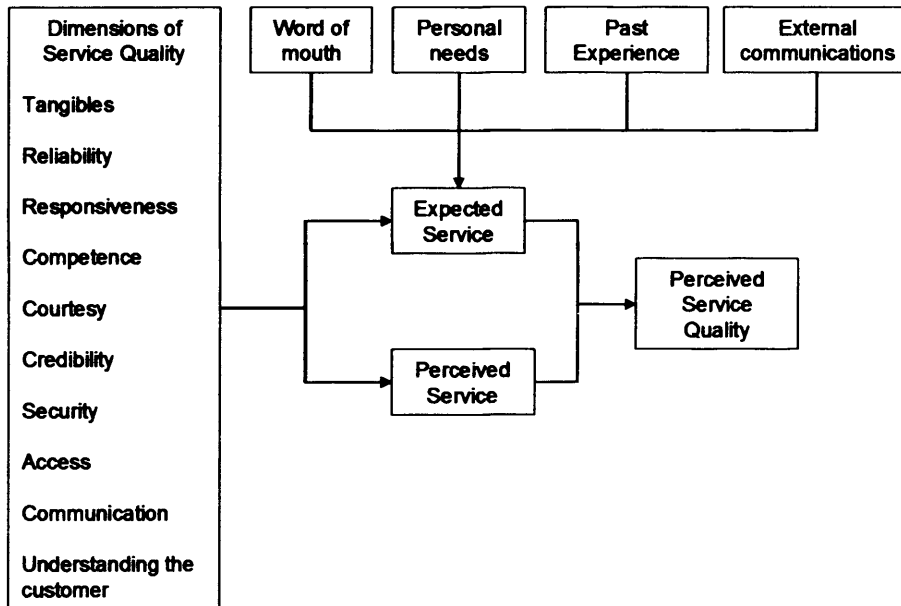 Dimensions of
Service Quality
Tangibles
Reliability
Responsiveness
Competence
Courtesy
Credibility
Security
Access
Communication
Understanding the
customer
Word of
mouth
Personal
needs
Past
Experience
External
communications
Expected
Service
Perceived
Service
Perceived
Service
Quality